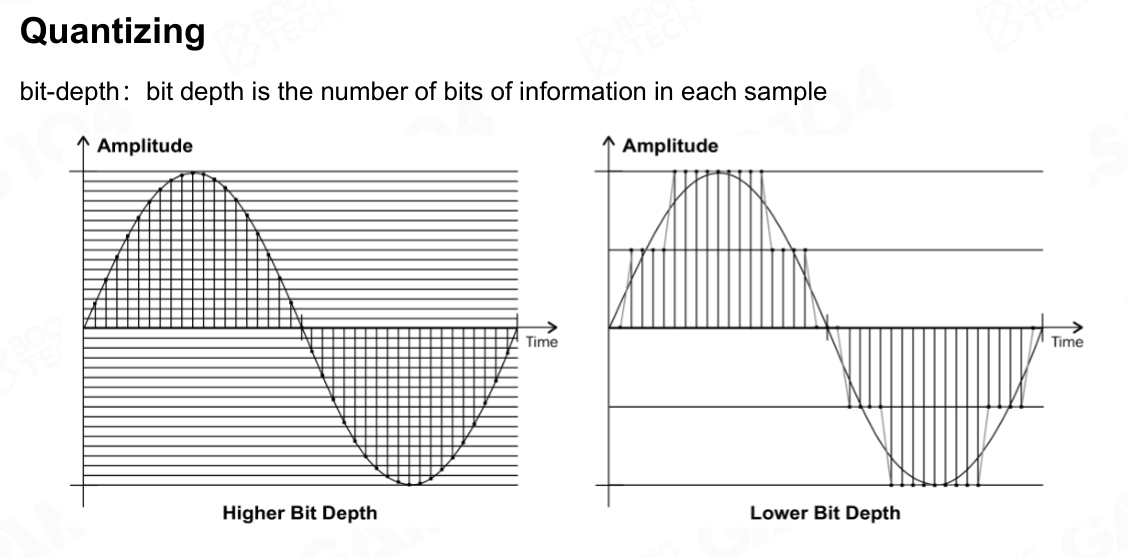 Quantizing
bit-depth： bit depth is the number of bits of information in each sample
Amplitude
Time
Higher Bit Depth
Amplitude
Time
Lower Bit Depth